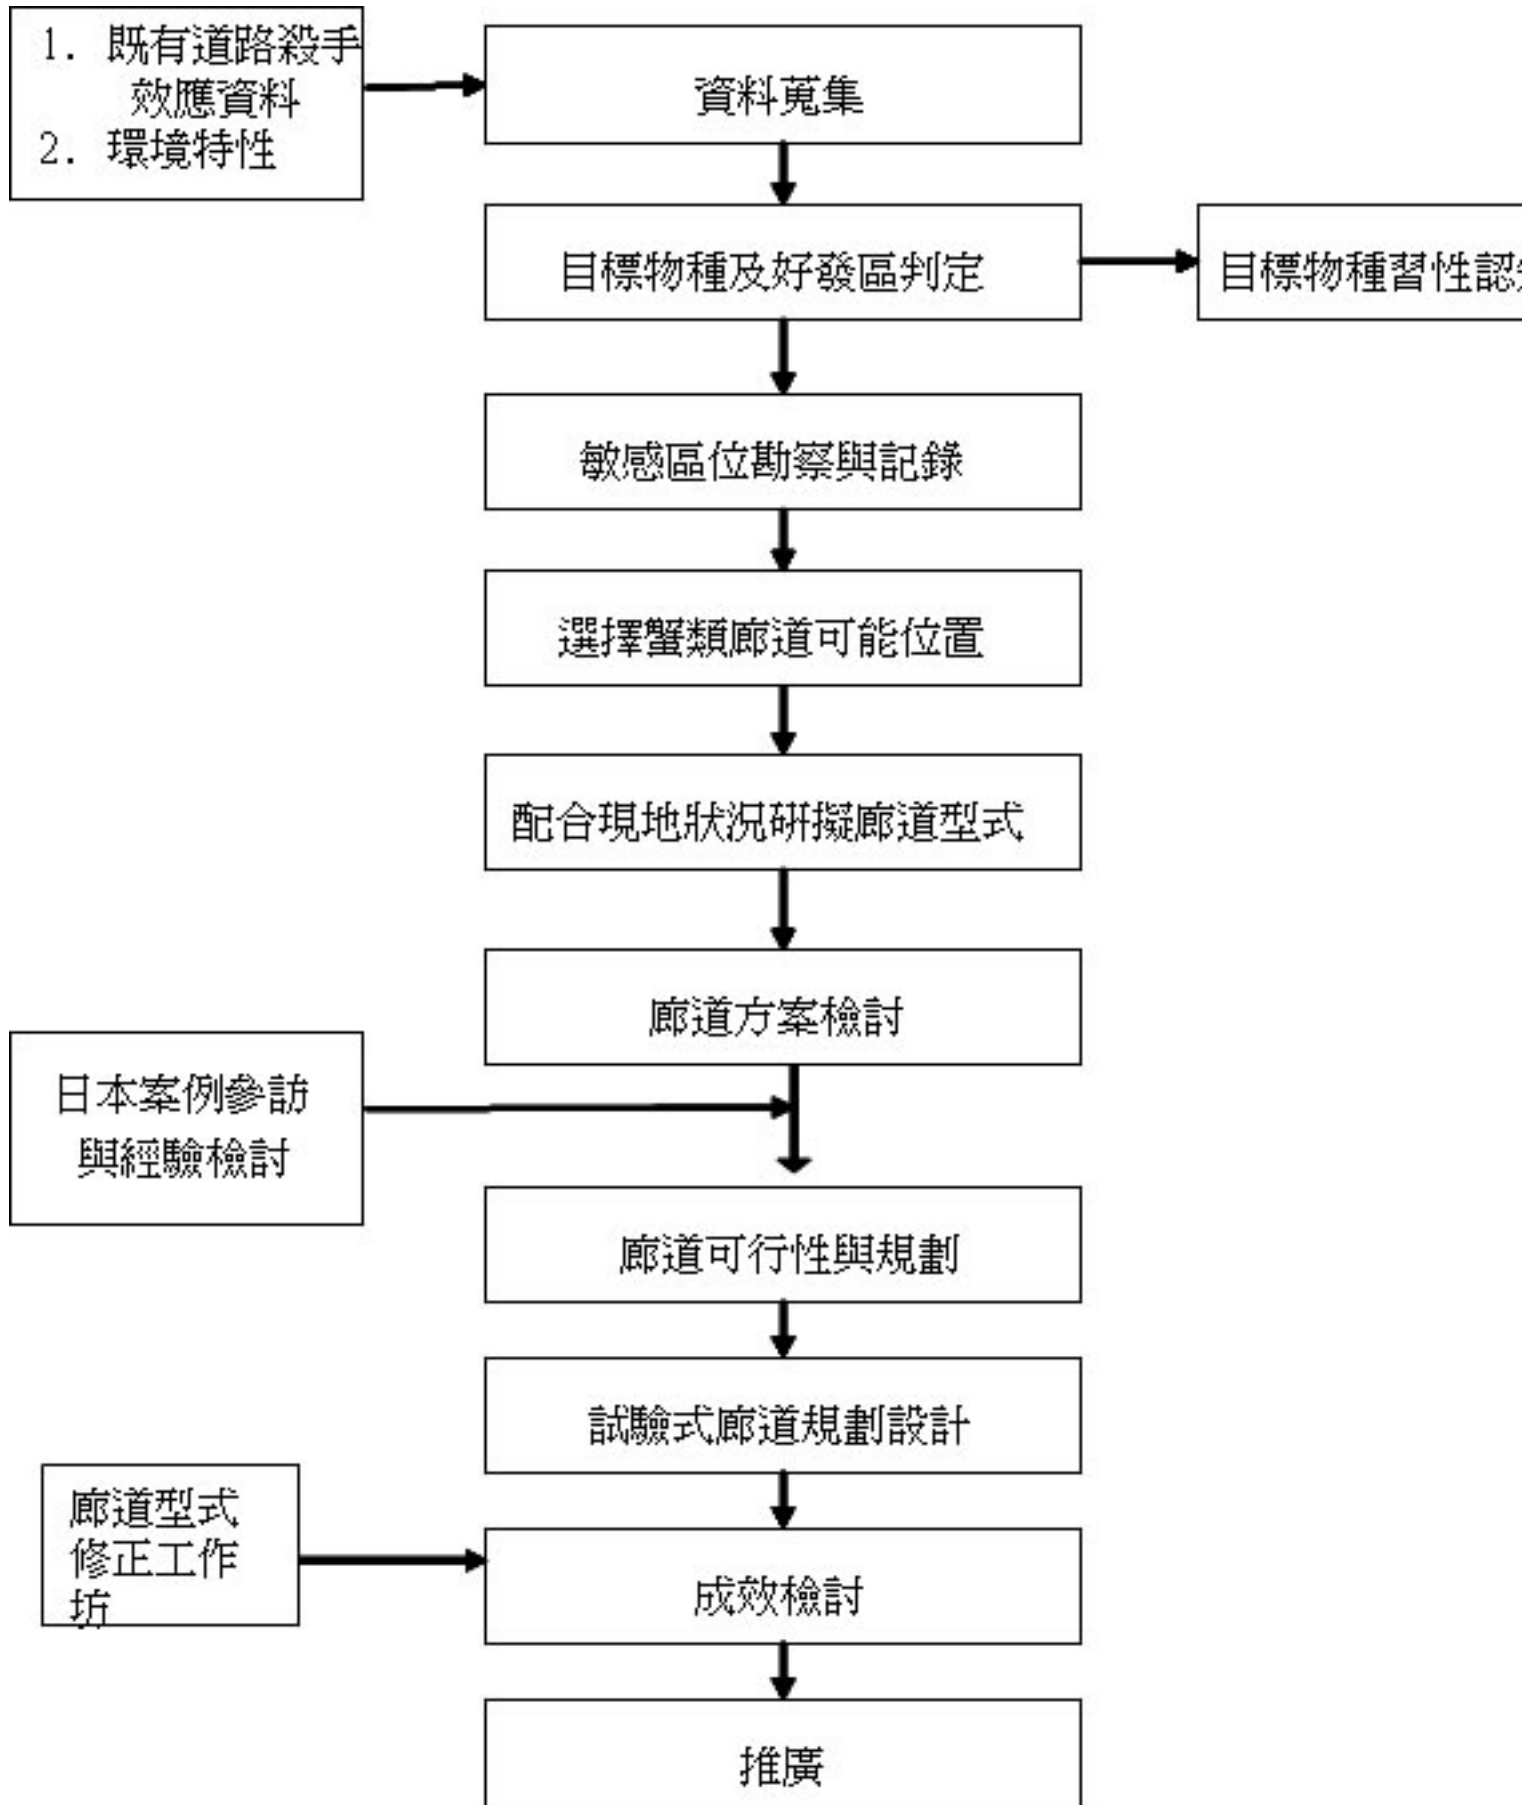 1. 既有道路殺手
效應資料
2. 環境特性
資料蒐集
目標物種及好發區判定
目標物種習性認
敏感區位勘察與記錄
選擇蟹類廊道可能位置
配合現地狀況研擬廊道型式
廊道方案檢討
日本案例參訪
與經驗檢討
廊道可行性與規劃
試驗式廊道規劃設計
廊道型式
修正工作
坊
成效檢討
推廣